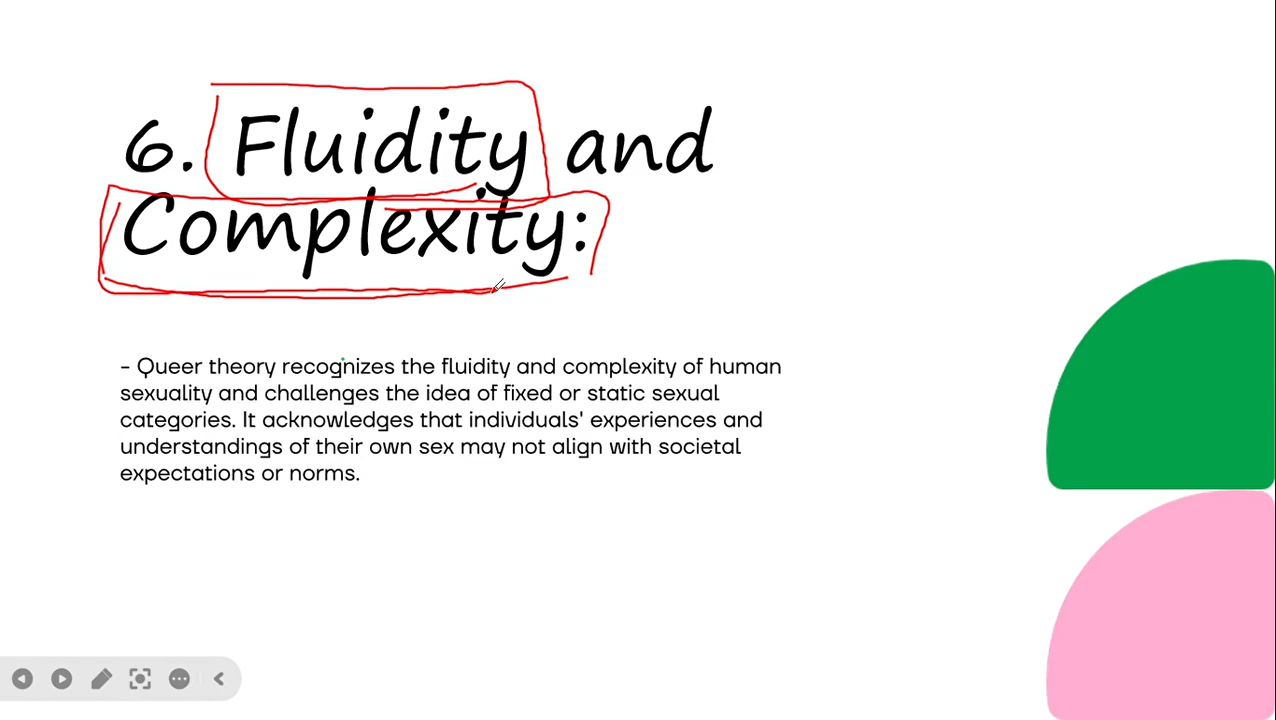 6. Fluidity and
Complexity:
- Queer theory recognizes the fluidity and complexity of human
sexuality and challenges the idea of fixed or static sexual
categories. It acknowledges that individuals' experiences and
understandings of their own sex may not align with societal
expectations or norms.